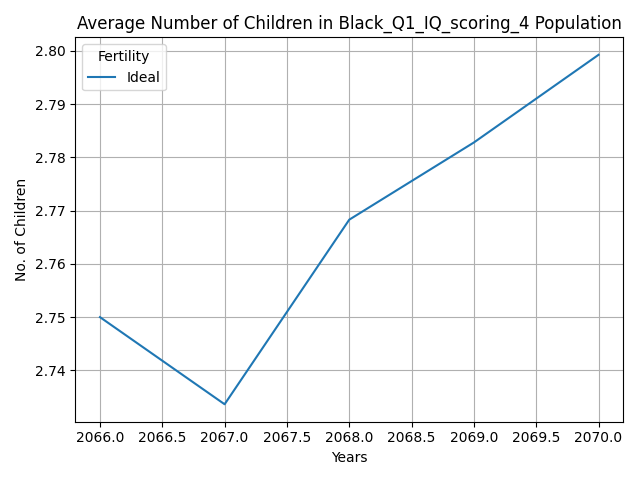 Average Number of Children in Black_Q1_IQ_scoring_4 Population
Fertility
Ideal
No. of Children
2.80
2.79
2.78
2.77
2.76
2.75
2.74
2066.0 2066.5 2067.0 2067.5 2068.0 2068.5 2069.0 2069.5 2070.0
Years